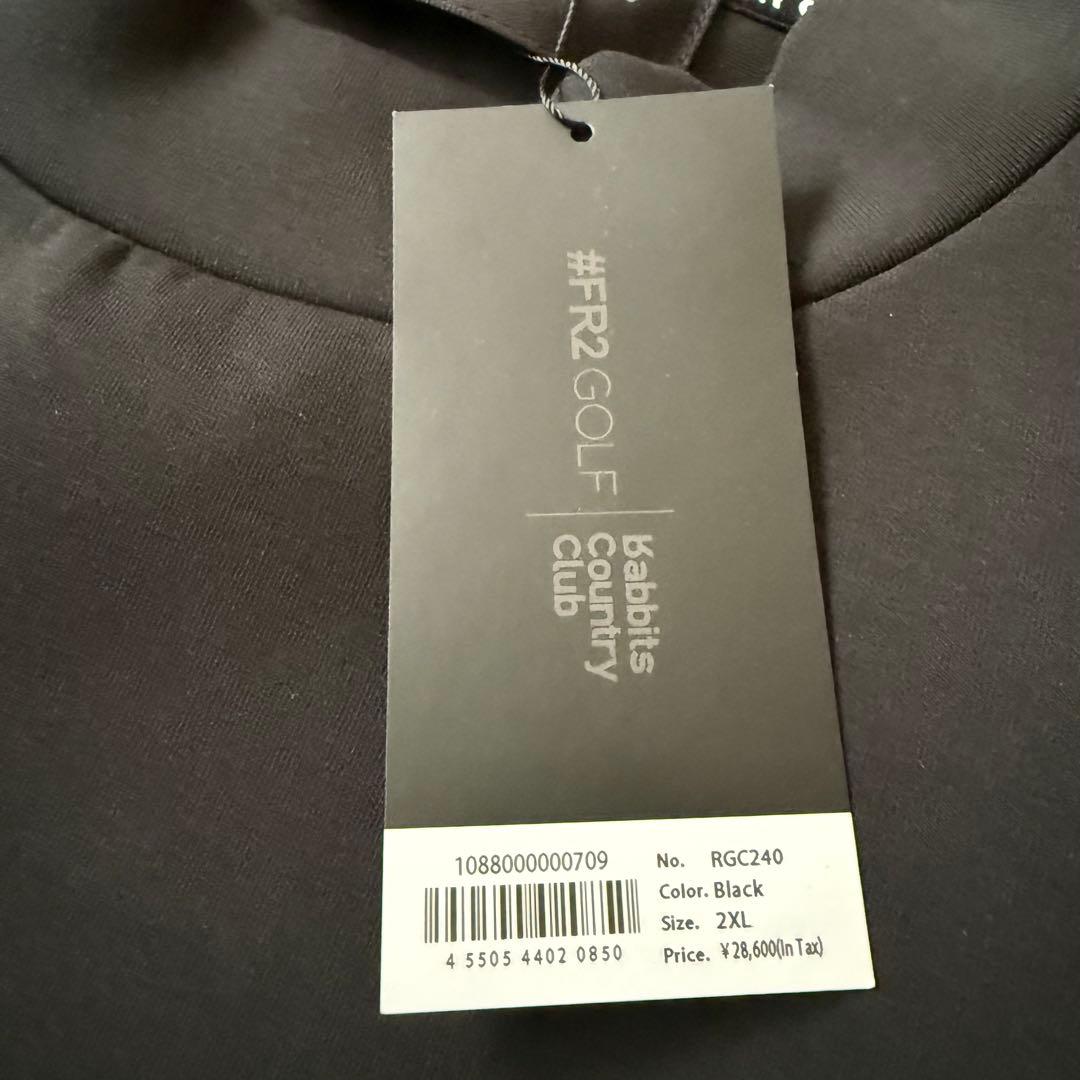 #FR2 GOLF
Rabbits
Country
Club
1088000000709
4 5505 4402 0850
No. RGC240
Color. Black
Size. 2XL
Price. ¥28,600(In Tax)